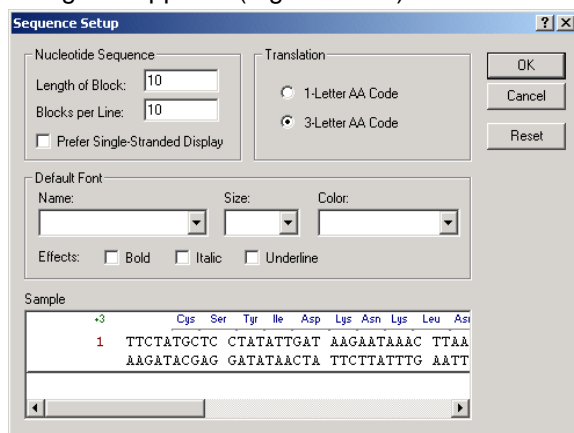 Sequence Setup
Nucleotide Sequence
Length of Block: 10
Blocks per Line: 10
Prefer Single-Stranded Display
Translation
1-Letter AA Code
3-Letter AA Code
OK
Cancel
Reset
Default Font
Name: Size: Color:
Effects: Bold Italic Underline
Sample
+3 Cys Ser Tyr Ile Asp Lys Asn Lys Leu
1 TTCTATGCTC CTATATTGAT AAGAATAAAC TTAA
AAGATACGAG GATATAACTA TTCTTATTTG AATT